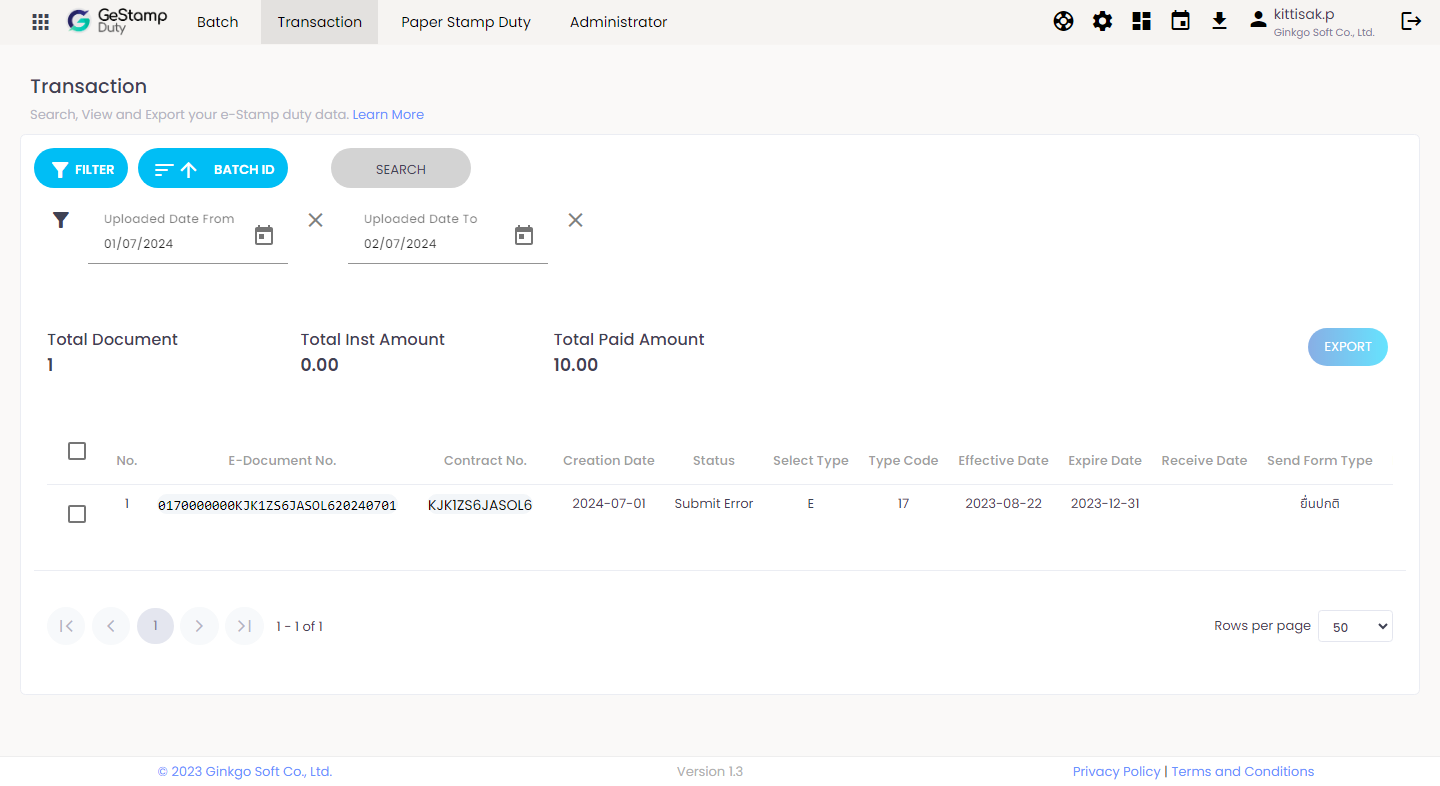 GeStamp Duty
Batch Transaction Paper Stamp Duty Administrator
kittisak.p
Ginkgo Soft Co., Ltd.
Transaction
Search, View and Export your e-Stamp duty data. Learn More
FILTER BATCH ID SEARCH
Uploaded Date From Uploaded Date To
01/07/2024 02/07/2024
Total Document Total Inst Amount Total Paid Amount
1 0.00 10.00
EXPORT
No. E-Document No. Contract No. Creation Date Status Select Type Type Code Effective Date Expire Date Receive Date Send Form Type
1 0170000000KJK1ZS6JASOL620240701 KJK1ZS6JASOL6 2024-07-01 Submit Error E 17 2023-08-22 2023-12-31 ยื่นปกติ
1 1 - 1 of 1 Rows per page 50
© 2023 Ginkgo Soft Co., Ltd. Version 1.3 Privacy Policy | Terms and Conditions